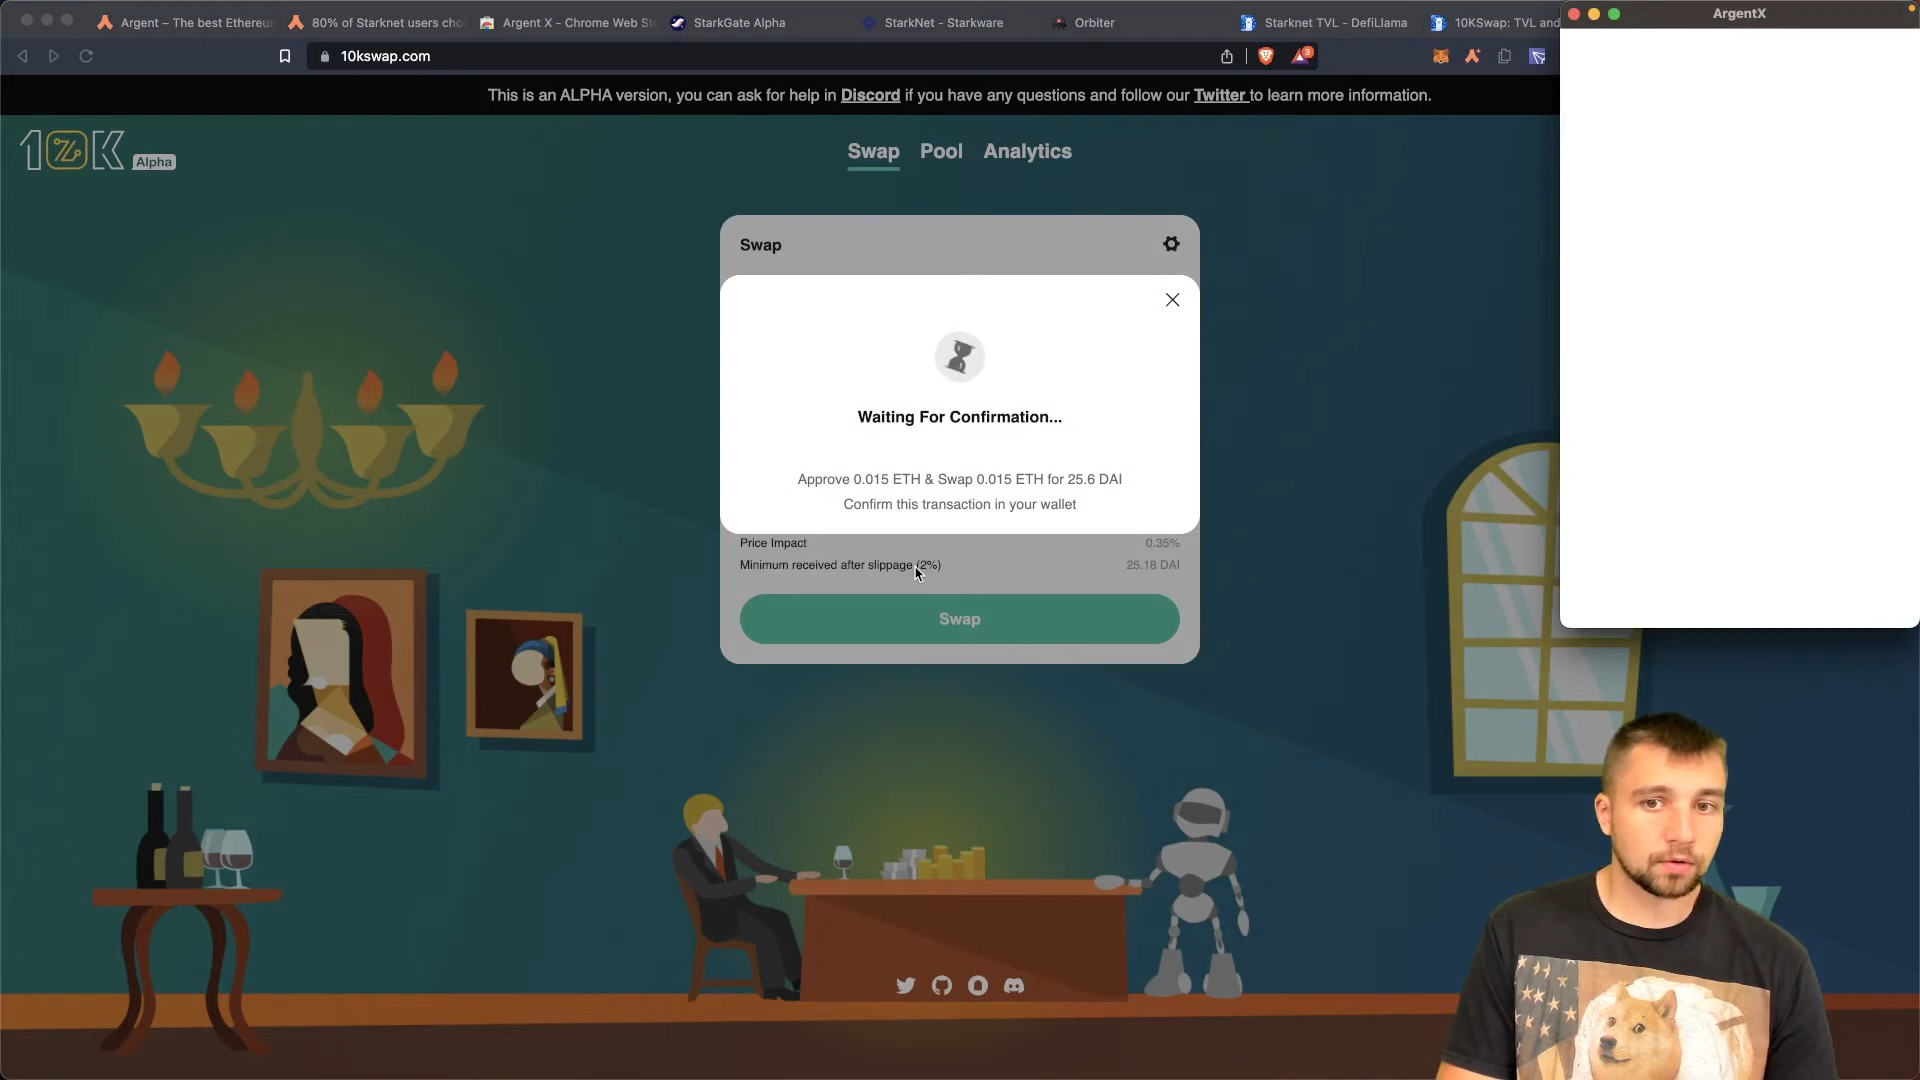 Argent – The best Ethereum
80% of Starknet users cho
Argent X - Chrome Web St
StarkGate Alpha
StarkNet - Starkware
Orbiter
Starknet TVL - DefiLlama
10KSwap: TVL and
ArgentX
10kswap.com
3
This is an ALPHA version, you can ask for help in Discord if you have any questions and follow our Twitter to learn more information.
10K
Alpha
Swap
Pool
Analytics
Swap
Waiting For Confirmation...
Approve 0.015 ETH & Swap 0.015 ETH for 25.6 DAI
Confirm this transaction in your wallet
Price Impact
0.35%
Minimum received after slippage (2%)
25.18 DAI
Swap